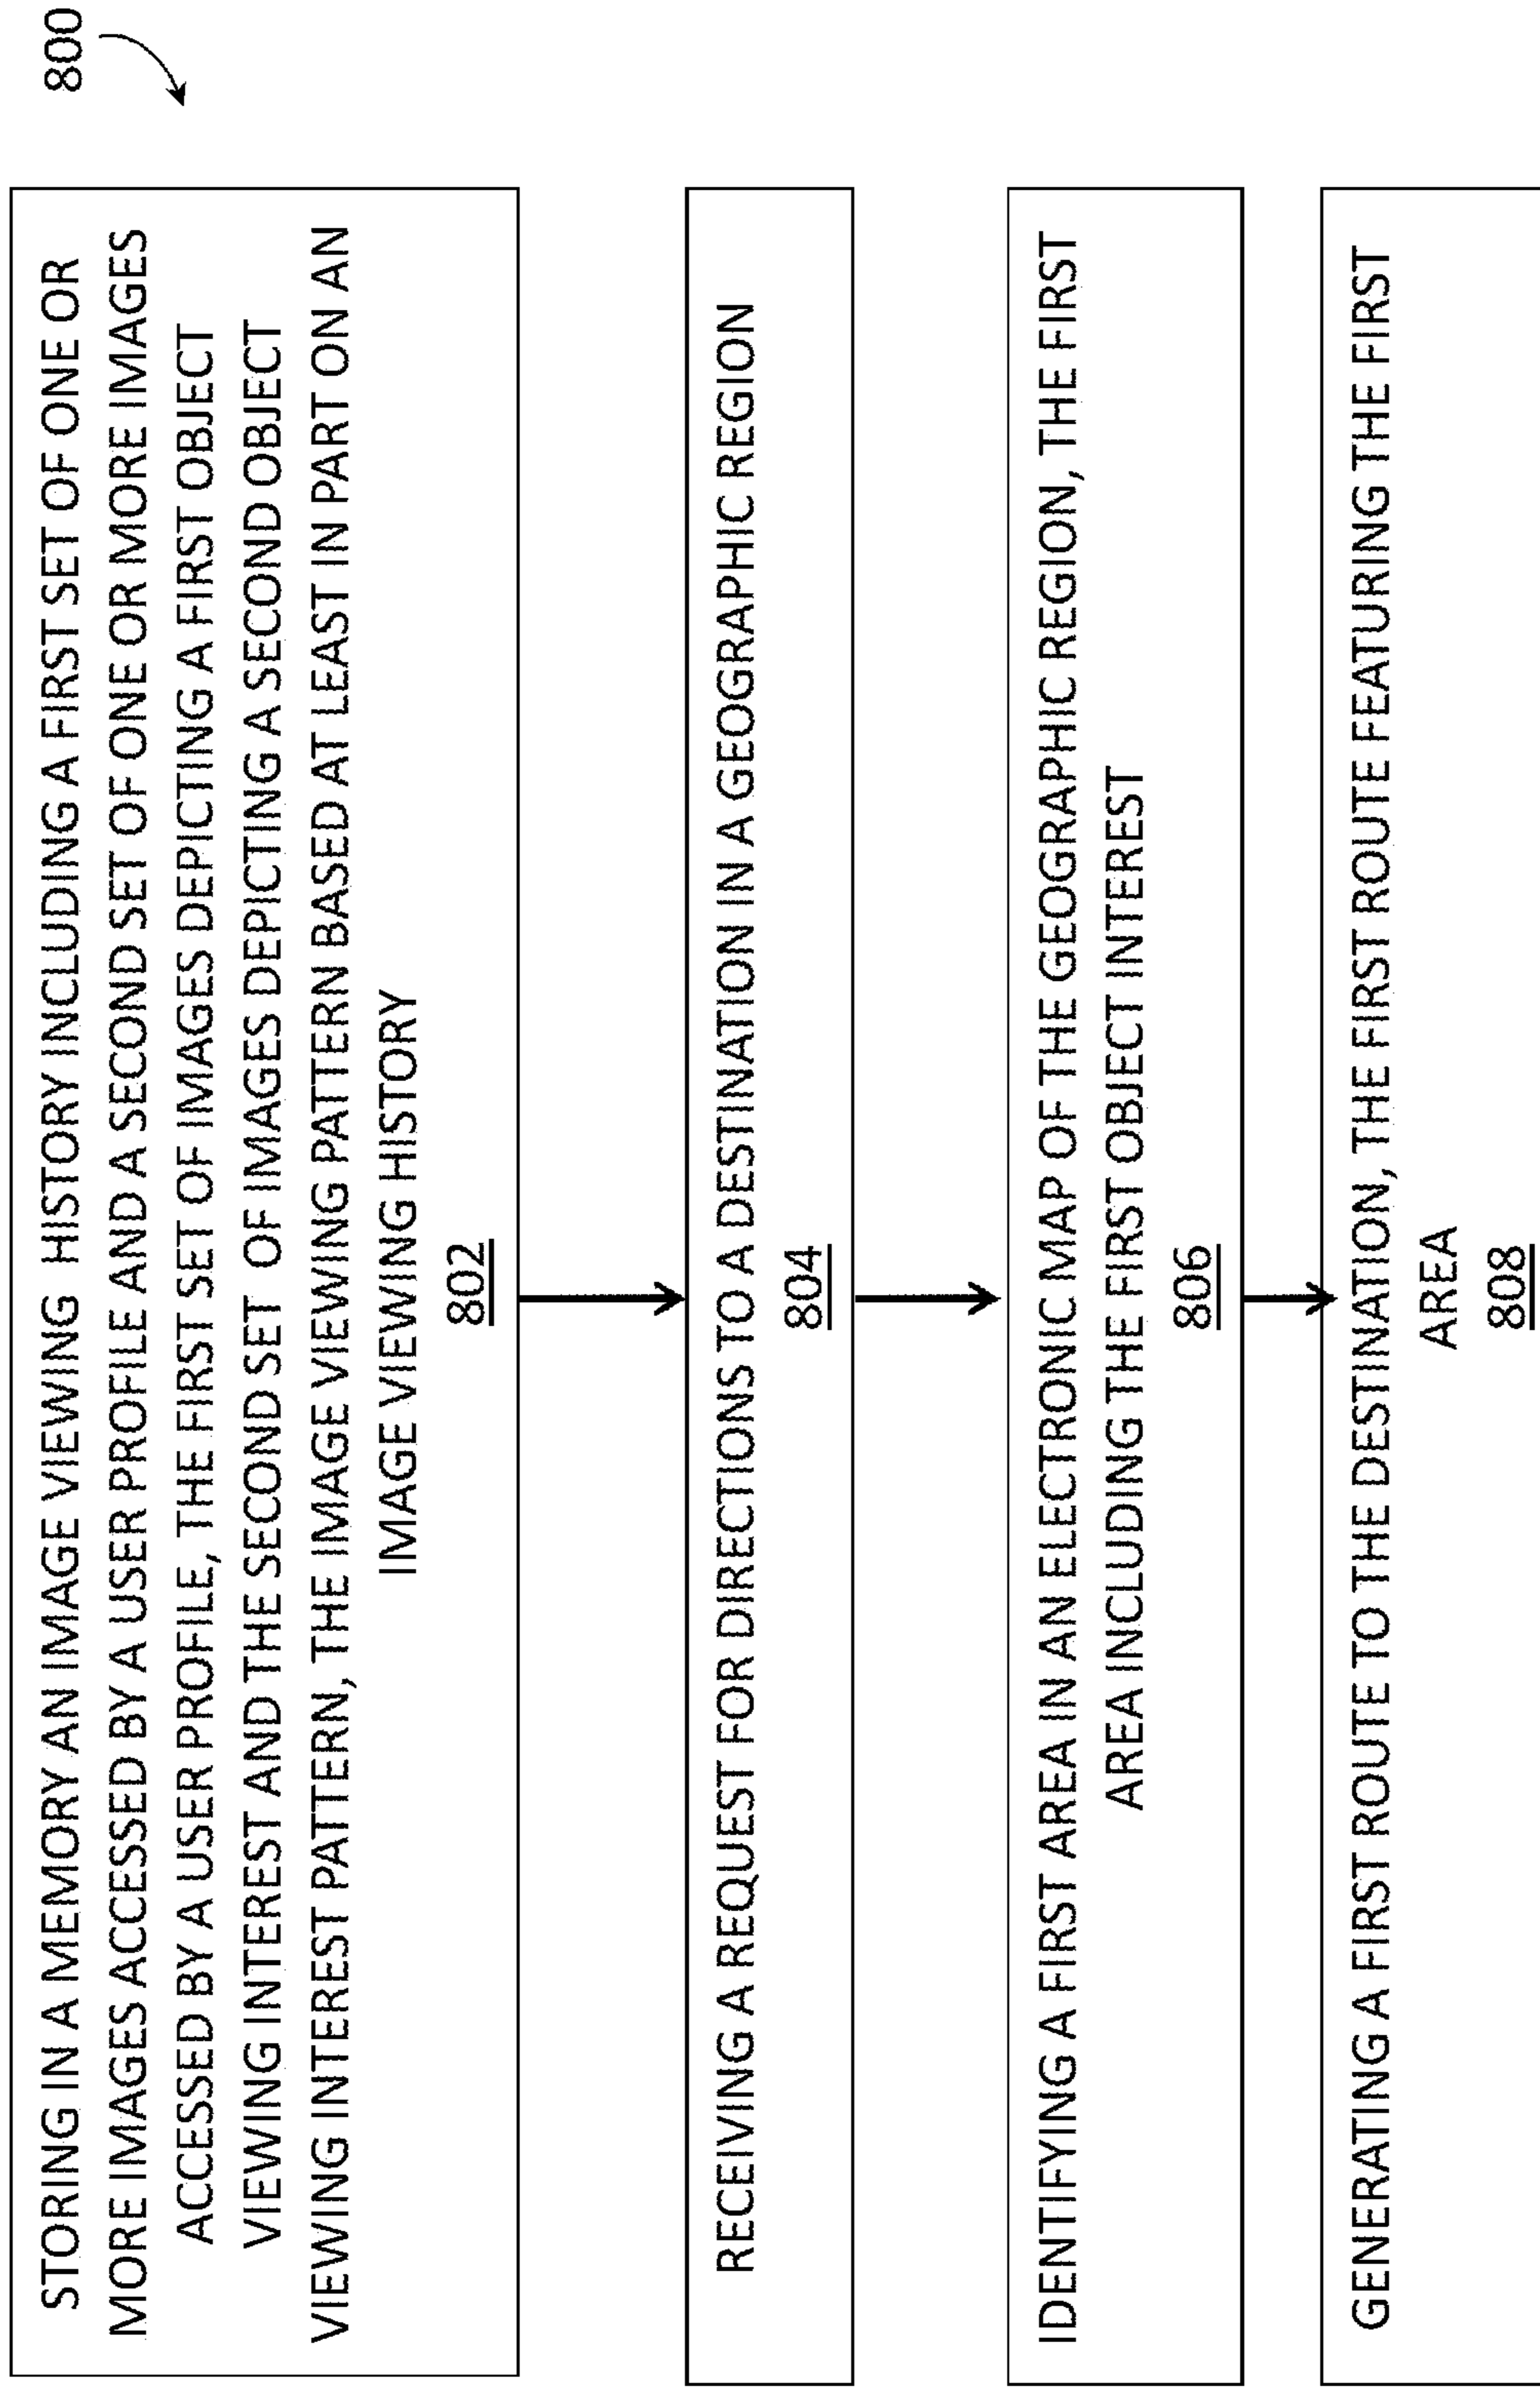 800
STORING IN A MEMORY AN IMAGE VIEWING HISTORY INCLUDING A FIRST SET OF ONE OR
MORE IMAGES ACCESSED BY A USER PROFILE AND A SECOND SET OF ONE OR MORE IMAGES
ACCESSED BY A USER PROFILE, THE FIRST SET OF IMAGES DEPICTING A FIRST OBJECT
VIEWING INTEREST AND THE SECOND SET OF IMAGES DEPICTING A SECOND OBJECT
VIEWING INTEREST PATTERN, THE IMAGE VIEWING PATTERN BASED AT LEAST IN PART ON AN
IMAGE VIEWING HISTORY
802
RECEIVING A REQUEST FOR DIRECTIONS TO A DESTINATION IN A GEOGRAPHIC REGION
804
IDENTIFYING A FIRST AREA IN AN ELECTRONIC MAP OF THE GEOGRAPHIC REGION, THE FIRST
AREA INCLUDING THE FIRST OBJECT INTEREST
806
GENERATING A FIRST ROUTE TO THE DESTINATION, THE FIRST ROUTE FEATURING THE FIRST
AREA
808